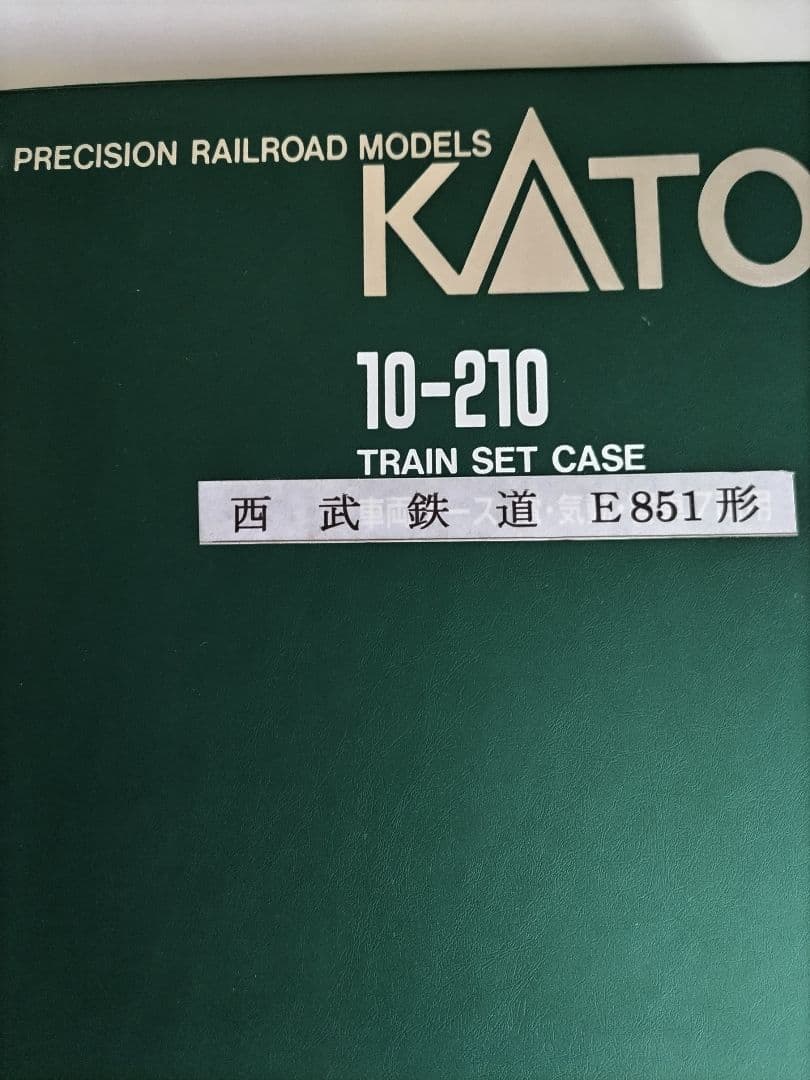 PRECISION RAILROAD MODELS
KATO
10-210
TRAIN SET CASE
西武鉄道 E851形